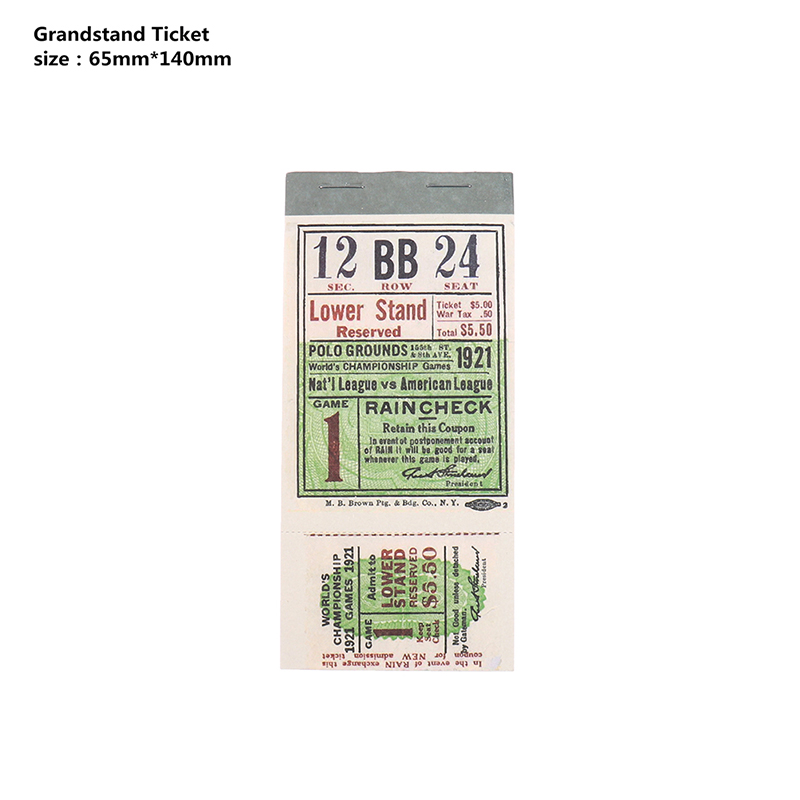 Grandstand Ticket
size : 65mm*140mm
12 BB 24
SEC. ROW SEAT
Lower Stand
Reserved
Ticket $5.00
War Tax .50
Total $5.50
POLO GROUNDS 155th ST. & 8th AVE.
World's CHAMPIONSHIP Games
1921
Nat'l League vs American League
GAME
1
RAINCHECK
Retain this Coupon
In event of postponement account
of RAIN it will be good for a seat
whenever this game is played.
President
M. B. Brown Ptg. & Bdg. Co., N. Y.
2
WORLD'S
CHAMPIONSHIP
1921 GAMES 1921
GAME
1
Admit to
LOWER
STAND
RESERVED
$5.50
Keep
Seat
Check
Not Good unless detached
by Gateman.
President
In the event of RAIN exchange this
coupon for NEW admission ticket